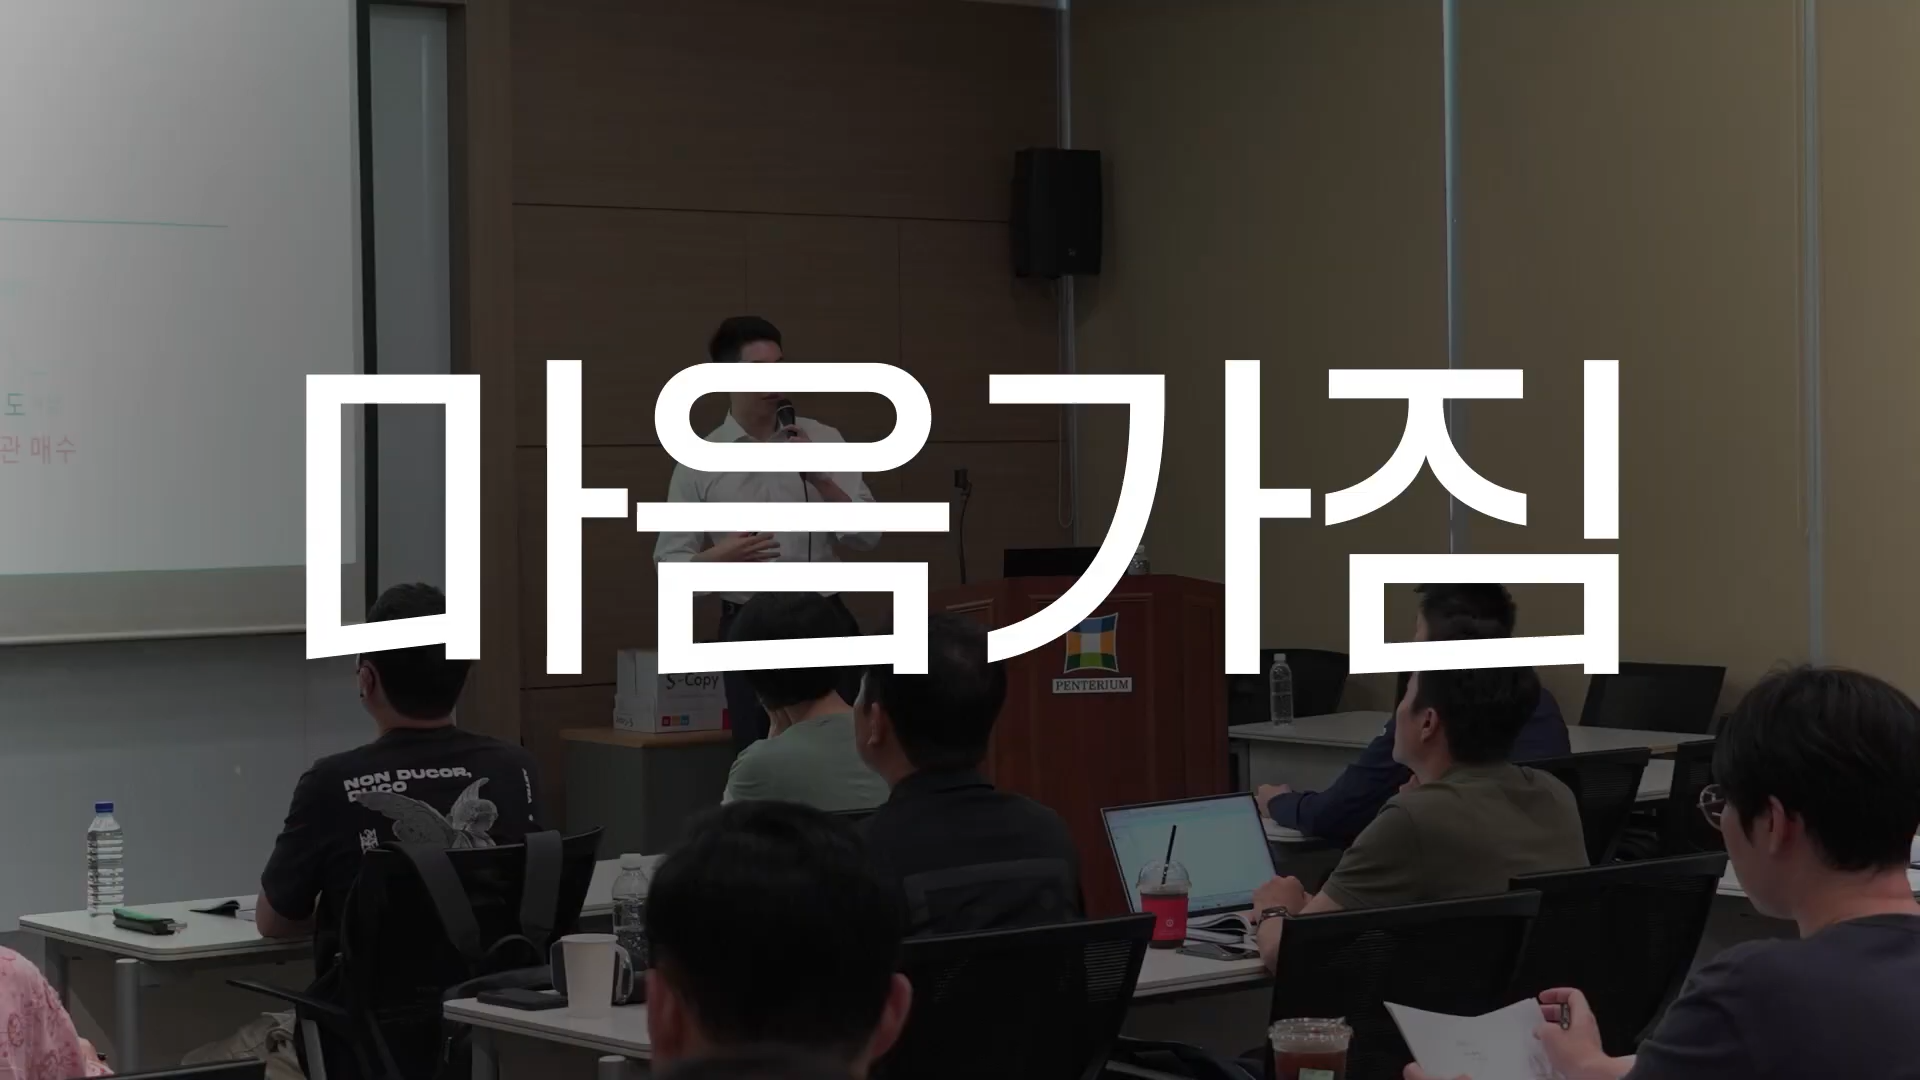 마음가짐
도
관 매수
S-Copy
PENTERIUM
NON DUCOR,
DUCO